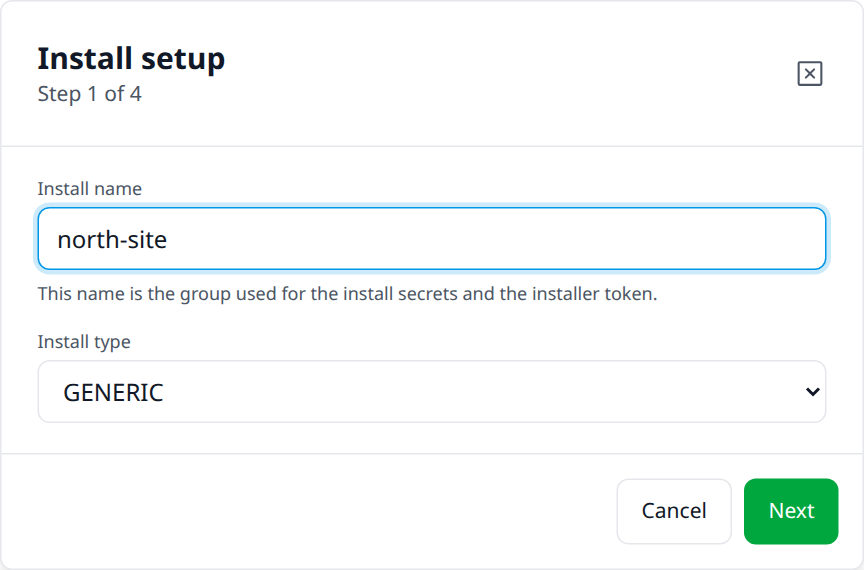 Install setup
Step 1 of 4
Install name
north-site
This name is the group used for the install secrets and the installer token.
Install type
GENERIC
Cancel
Next